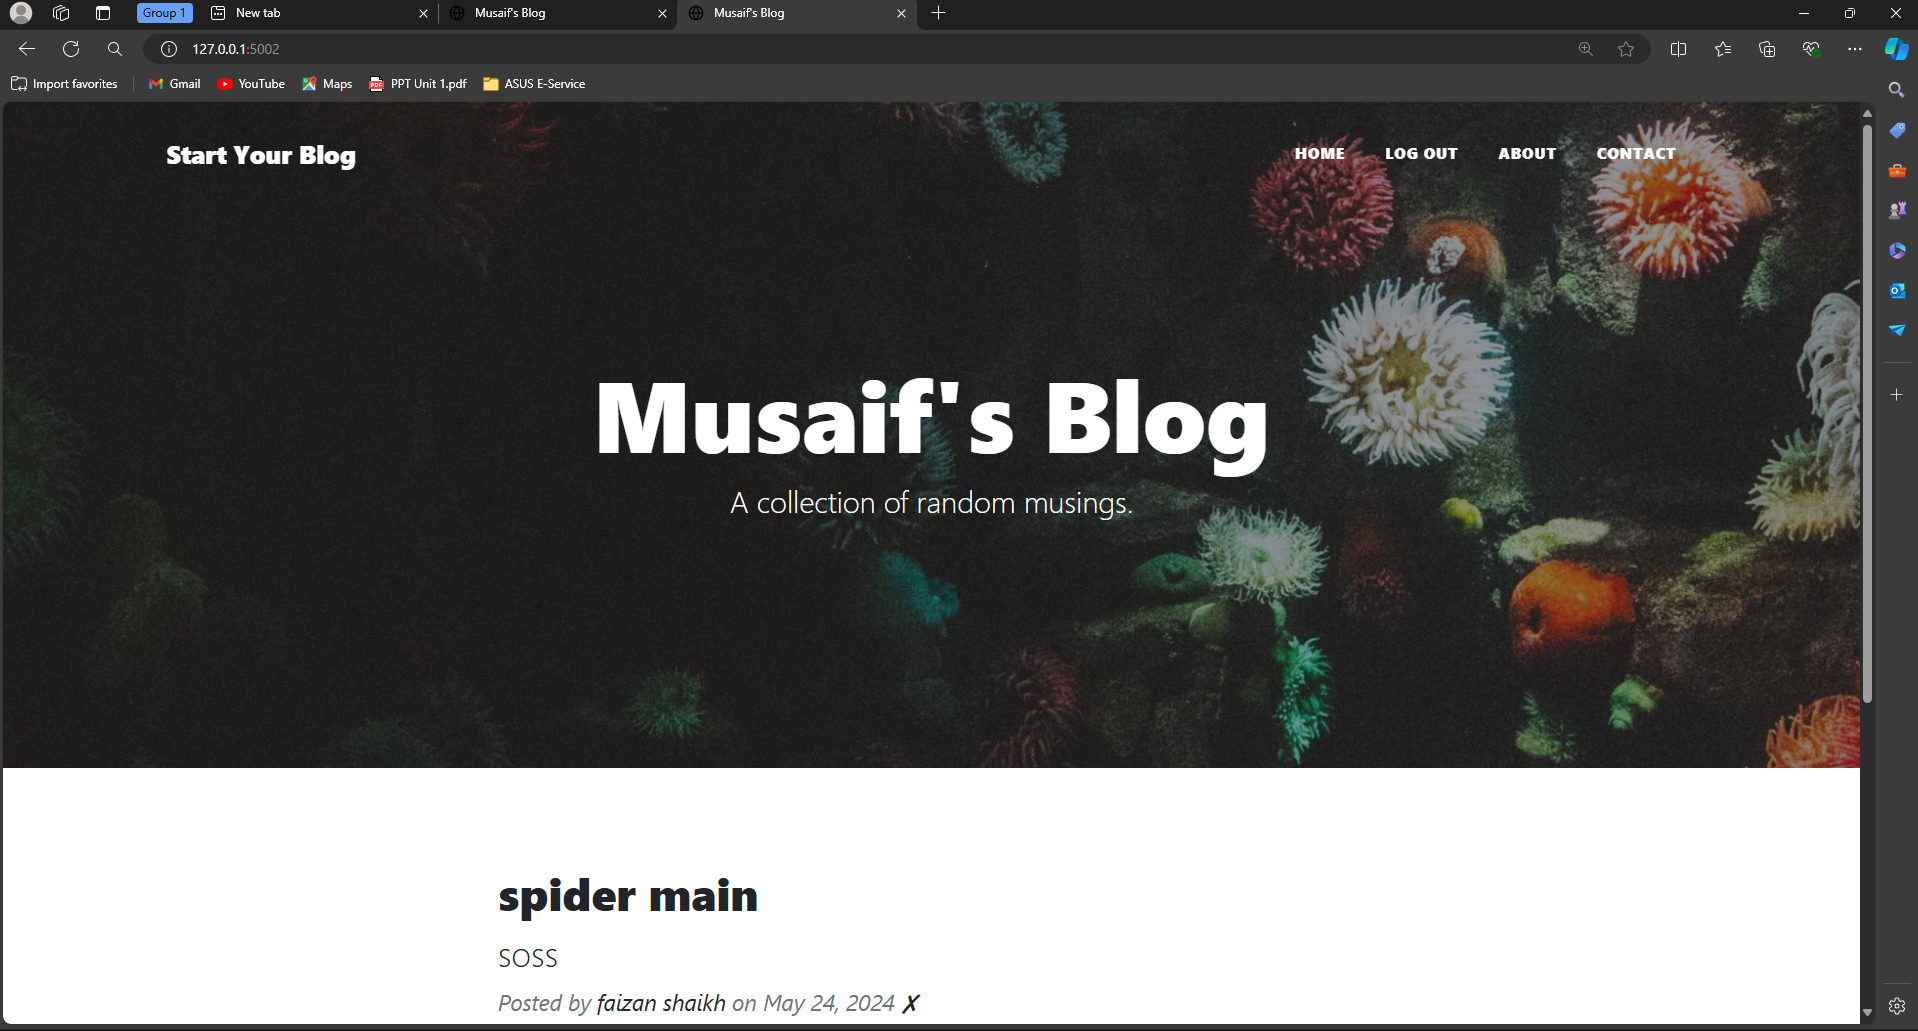 Group 1
New tab
Musaif's Blog
Musaif's Blog
127.0.0.1:5002
Import favorites
Gmail
YouTube
Maps
PPT Unit 1.pdf
ASUS E-Service
Start Your Blog
HOME
LOG OUT
ABOUT
CONTACT
Musaif's Blog
A collection of random musings.
spider main
SOSS
Posted by faizan shaikh on May 24, 2024 ✘